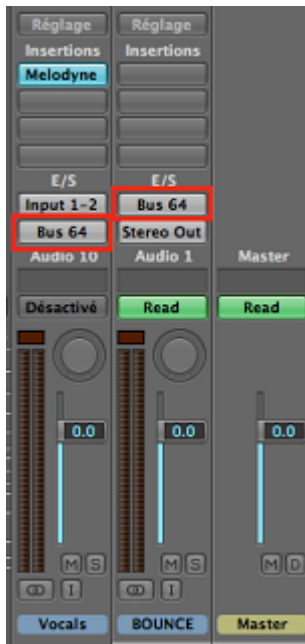 Réglage Réglage
Insertions Insertions
Melodyne
E/S E/S
Input 1-2 Bus 64
Bus 64 Stereo Out
Audio 10 Audio 1 Master
Désactivé Read Read
0.0 0.0 0.0
M S M S M D
I I
Vocals BOUNCE Master